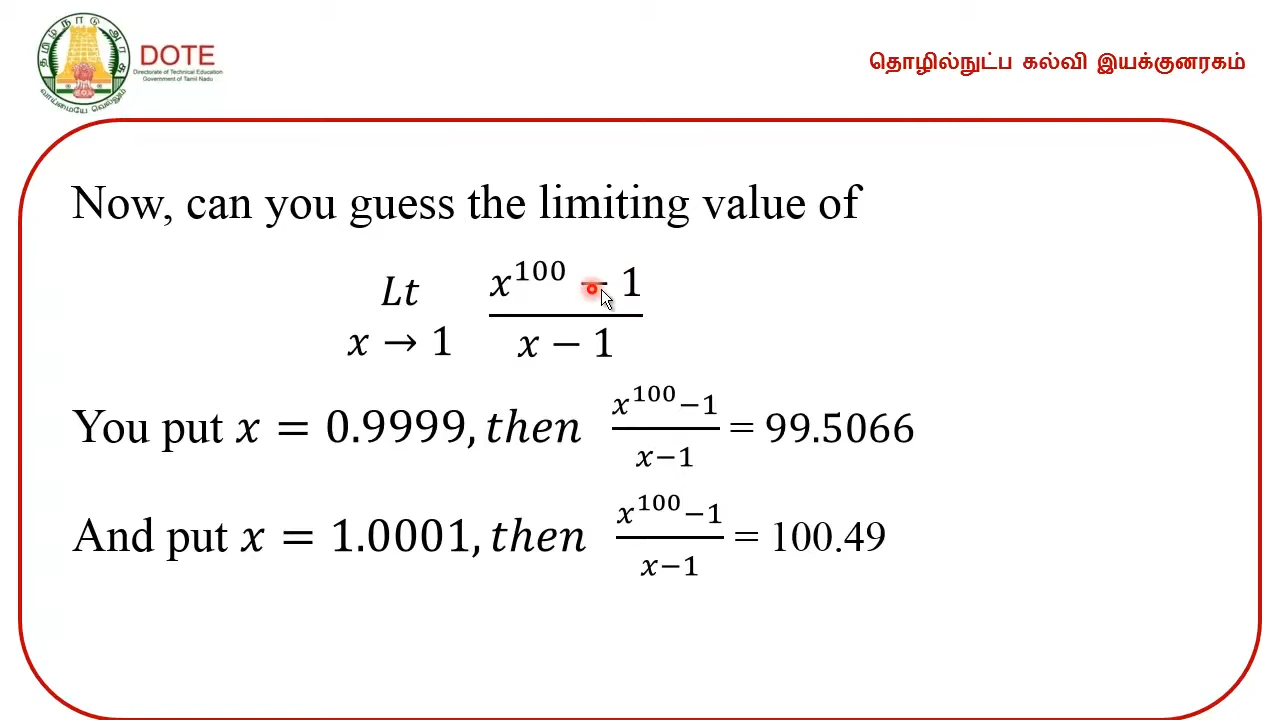 தமிழ்நாடு அரசு
வாய்மையே வெல்லும்
DOTE
Directorate of Technical Education
Government of Tamil Nadu
தொழில்நுட்ப கல்வி இயக்குனரகம்
Now, can you guess the limiting value of
Lt x → 1 (x^100 − 1)/(x − 1)
You put x = 0.9999, then (x^100−1)/(x−1) = 99.5066
And put x = 1.0001, then (x^100−1)/(x−1) = 100.49